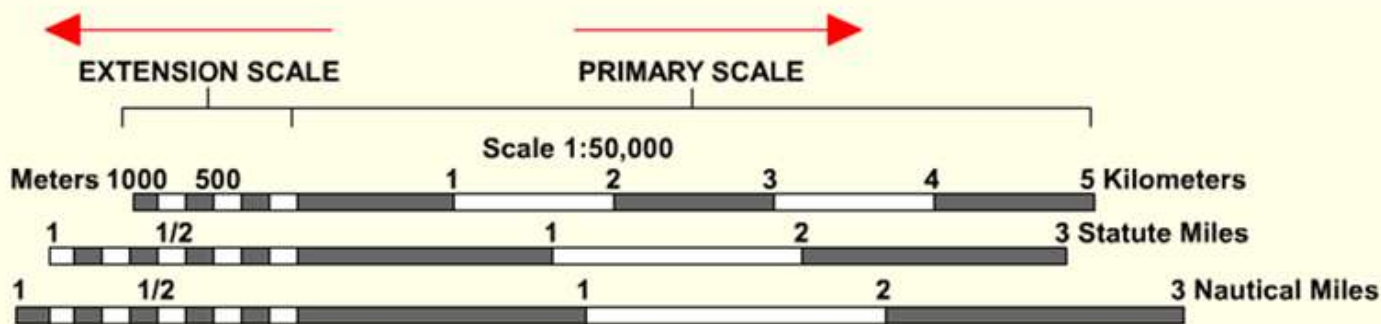 EXTENSION SCALE PRIMARY SCALE
Scale 1:50,000
Meters 1000 500 1 2 3 4 5 Kilometers
1 1/2 1 2 3 Statute Miles
1 1/2 1 2 3 Nautical Miles